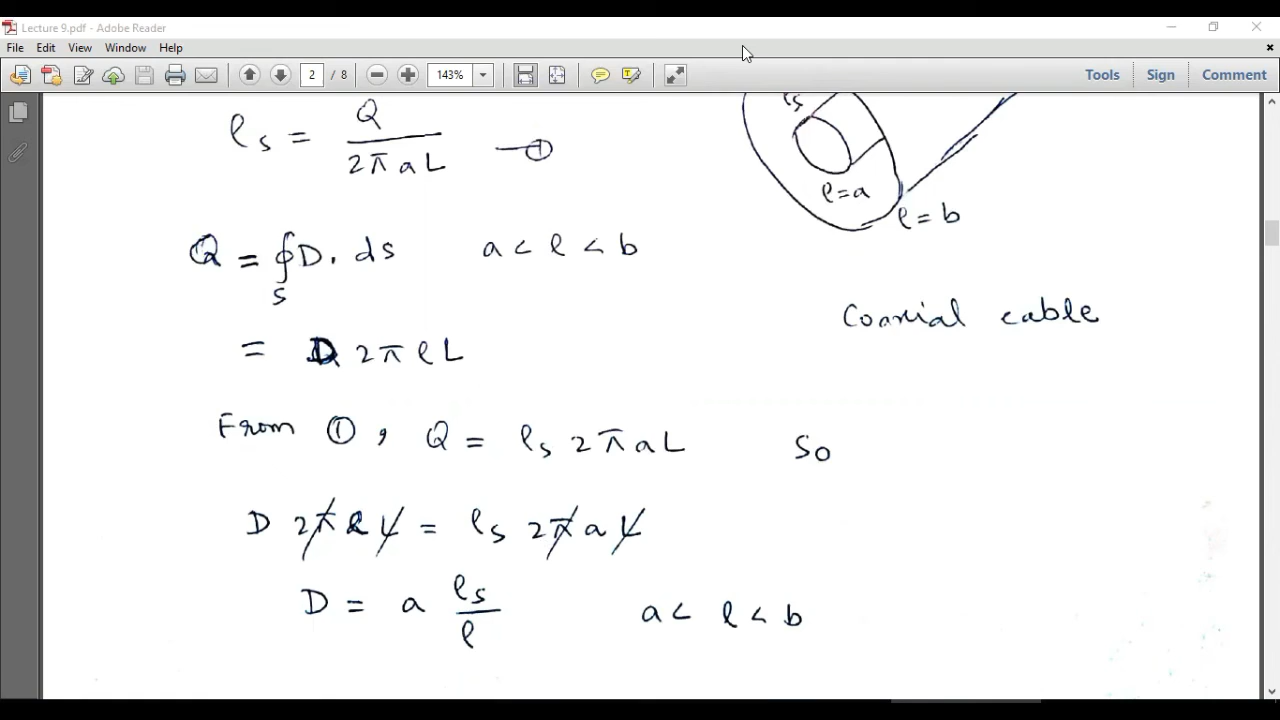 Lecture 9.pdf - Adobe Reader
File Edit View Window Help
2 / 8 143% Tools Sign Comment
ρs = Q / 2π a L — ①
ρs
ρ = a
ρ = b
Q = ∮s D . ds a < ρ < b
Coaxial cable
= D 2π ρ L
From ① , Q = ρs 2π a L So
D 2π ρ L = ρs 2π a L
D = a ρs / ρ a < ρ < b